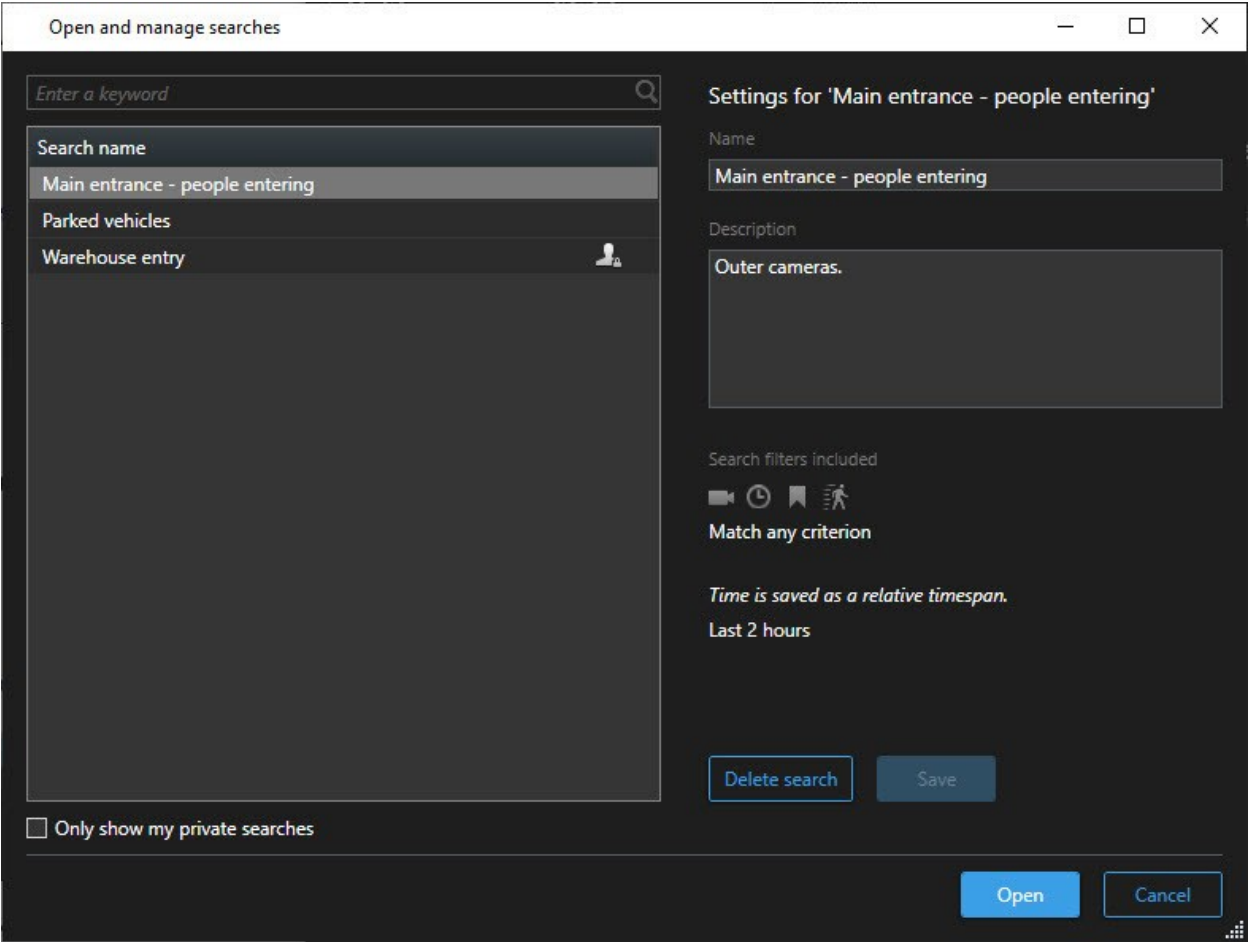 Open and manage searches
Enter a keyword
Search name
Main entrance - people entering
Parked vehicles
Warehouse entry
Only show my private searches
Settings for 'Main entrance - people entering'
Name
Main entrance - people entering
Description
Outer cameras.
Search filters included
Match any criterion
Time is saved as a relative timespan.
Last 2 hours
Delete search
Save
Open
Cancel